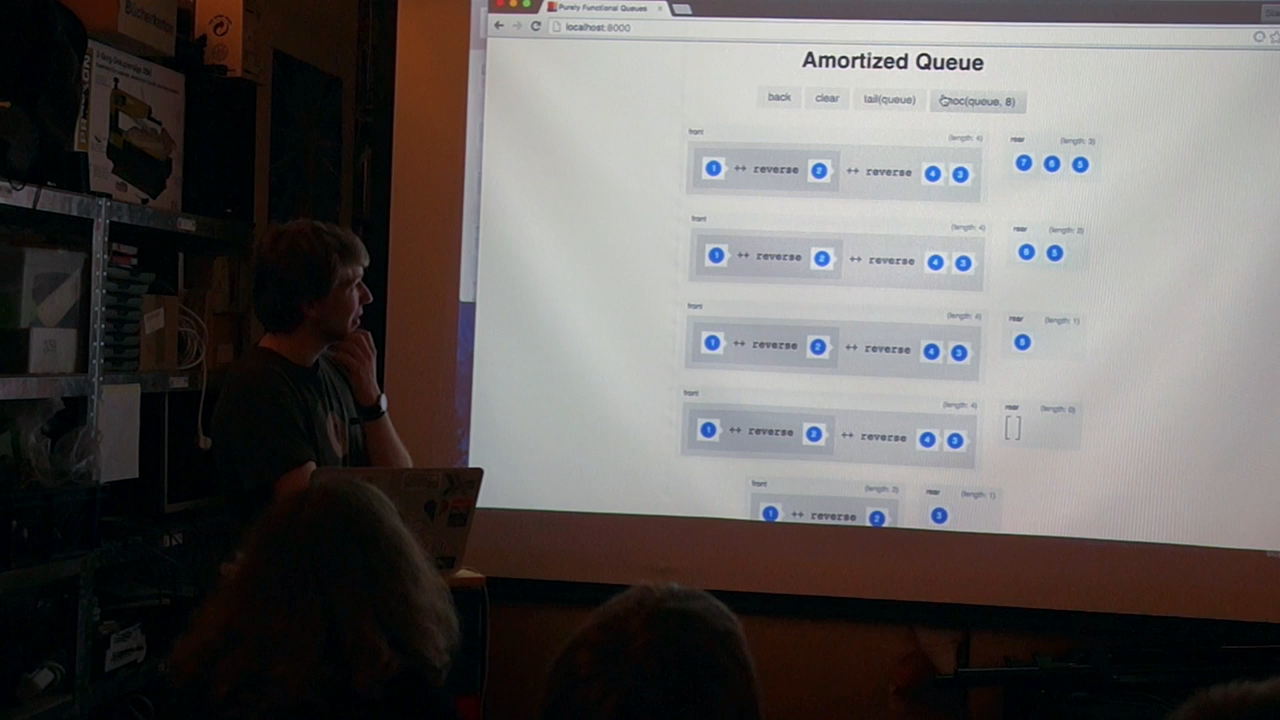 Bücherkarton
PROXXON
Purely Functional Queues
localhost:8000
Amortized Queue
back clear tail(queue) snoc(queue, 8)
front (length: 4) rear (length: 3)
1 ++ reverse 2 ++ reverse 4 3 7 6 5
front (length: 4) rear (length: 2)
1 ++ reverse 2 ++ reverse 4 3 6 5
front (length: 4) rear (length: 1)
1 ++ reverse 2 ++ reverse 4 3 5
front (length: 4) rear (length: 0)
1 ++ reverse 2 ++ reverse 4 3 []
front (length: 2) rear (length: 1)
1 ++ reverse 2 3